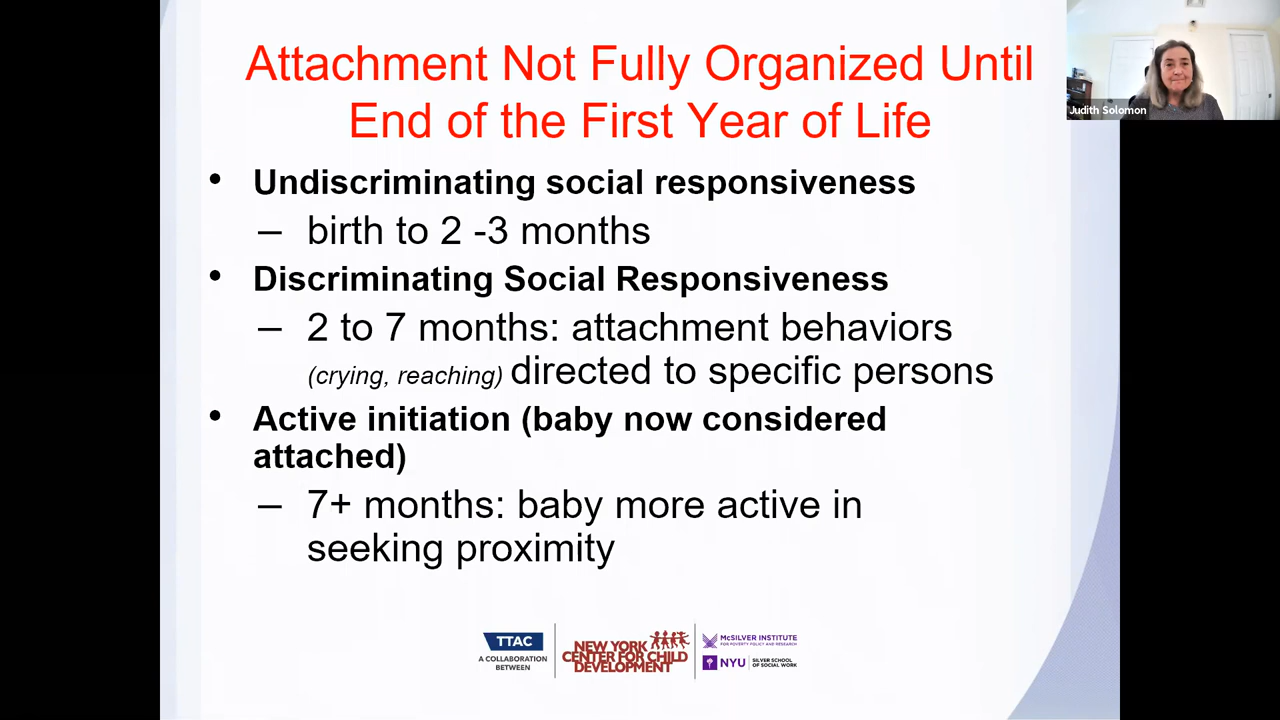 Attachment Not Fully Organized Until
End of the First Year of Life
Judith Solomon
• Undiscriminating social responsiveness
– birth to 2 -3 months
• Discriminating Social Responsiveness
– 2 to 7 months: attachment behaviors
(crying, reaching) directed to specific persons
• Active initiation (baby now considered
attached)
– 7+ months: baby more active in
seeking proximity
TTAC
A COLLABORATION
BETWEEN
NEW YORK
CENTER FOR CHILD
DEVELOPMENT
McSILVER INSTITUTE
FOR POVERTY POLICY AND RESEARCH
NYU SILVER SCHOOL
OF SOCIAL WORK